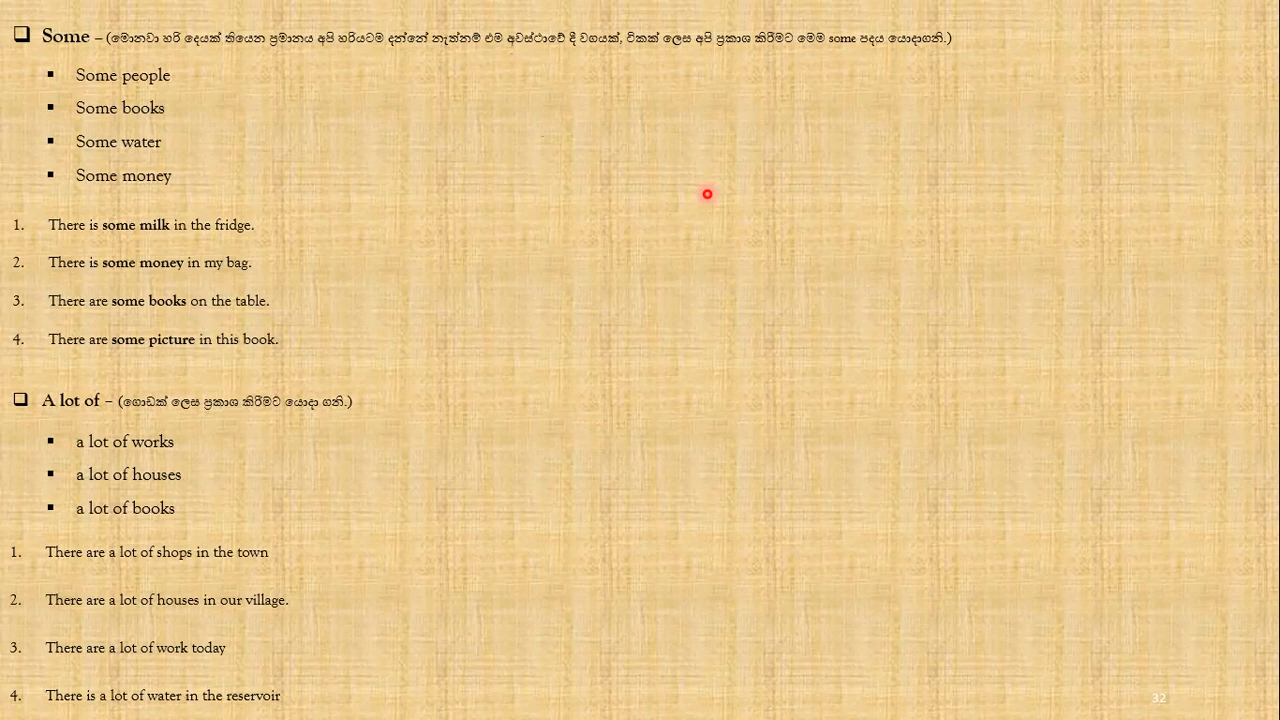 ❑ Some – (මොනවා හරි දෙයක් තියෙන ප්‍රමානය අපි හරියටම දන්නේ නැත්නම් එම අවස්ථාවේ දී වගයක්, ටිකක් ලෙස අපි ප්‍රකාශ කිරීමට මෙම some පදය යොදාගනී.)
▪ Some people
▪ Some books
▪ Some water
▪ Some money
1. There is some milk in the fridge.
2. There is some money in my bag.
3. There are some books on the table.
4. There are some picture in this book.
❑ A lot of – (ගොඩක් ලෙස ප්‍රකාශ කිරීමට යොදා ගනී.)
▪ a lot of works
▪ a lot of houses
▪ a lot of books
1. There are a lot of shops in the town
2. There are a lot of houses in our village.
3. There are a lot of work today
4. There is a lot of water in the reservoir
32